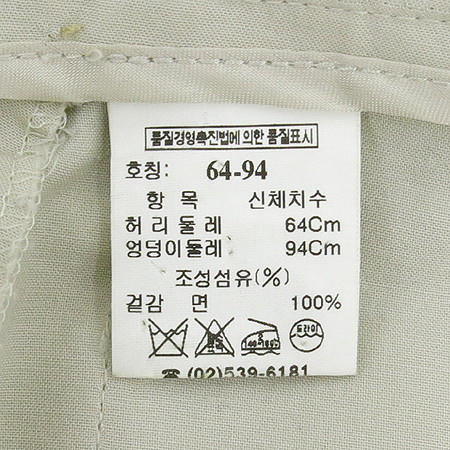 품질경영촉진법에 의한 품질표시
호칭: 64-94
항 목 신체치수
허리둘레 64Cm
엉덩이둘레 94Cm
조성섬유(%)
겉감 면 100%
140~160℃ 드라이
☎ (02)539-6181